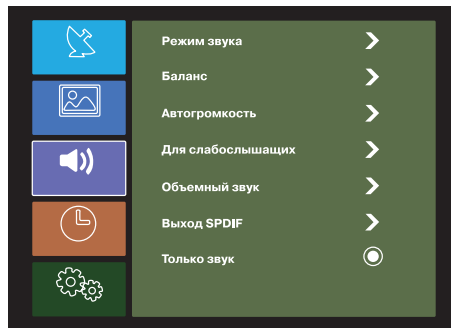 Режим звука
Баланс
Автогромкость
Для слабослышащих
Объемный звук
Выход SPDIF
Только звук